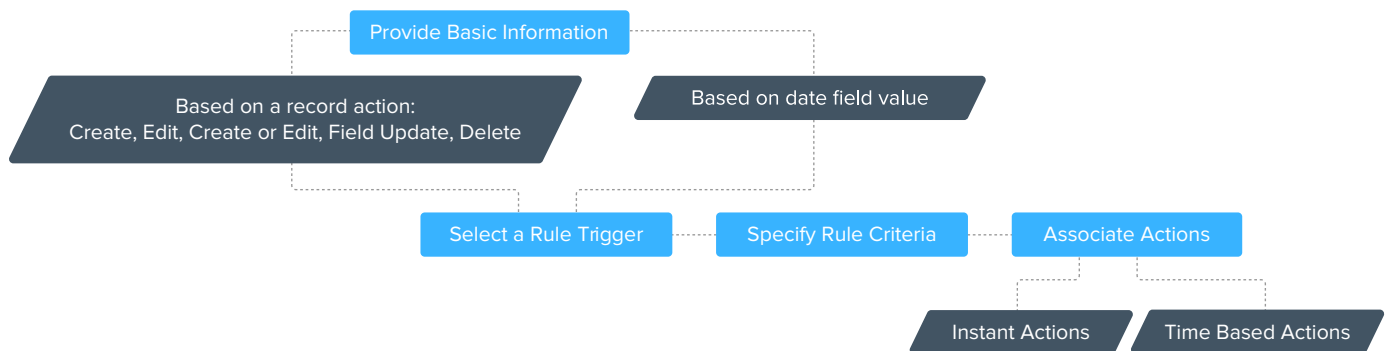 Provide Basic Information
Based on a record action:
Create, Edit, Create or Edit, Field Update, Delete
Based on date field value
Select a Rule Trigger
Specify Rule Criteria
Associate Actions
Instant Actions
Time Based Actions